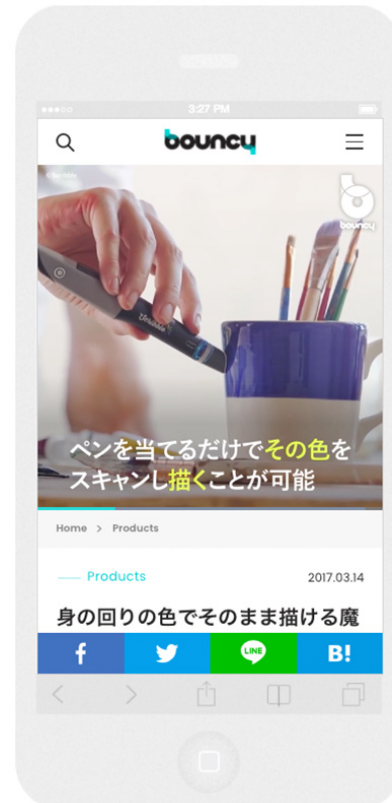 3:27 PM
bouncy
Scribble
bouncy
Scribble
ペンを当てるだけでその色を
スキャンし描くことが可能
Home > Products
Products
2017.03.14
身の回りの色でそのまま描ける魔
f
LINE
B!